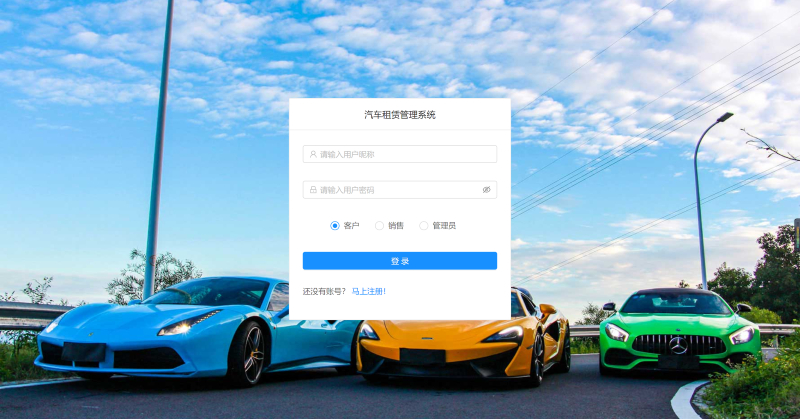 汽车租赁管理系统
请输入用户昵称
请输入用户密码
客户 销售 管理员
登录
还没有账号？ 马上注册！